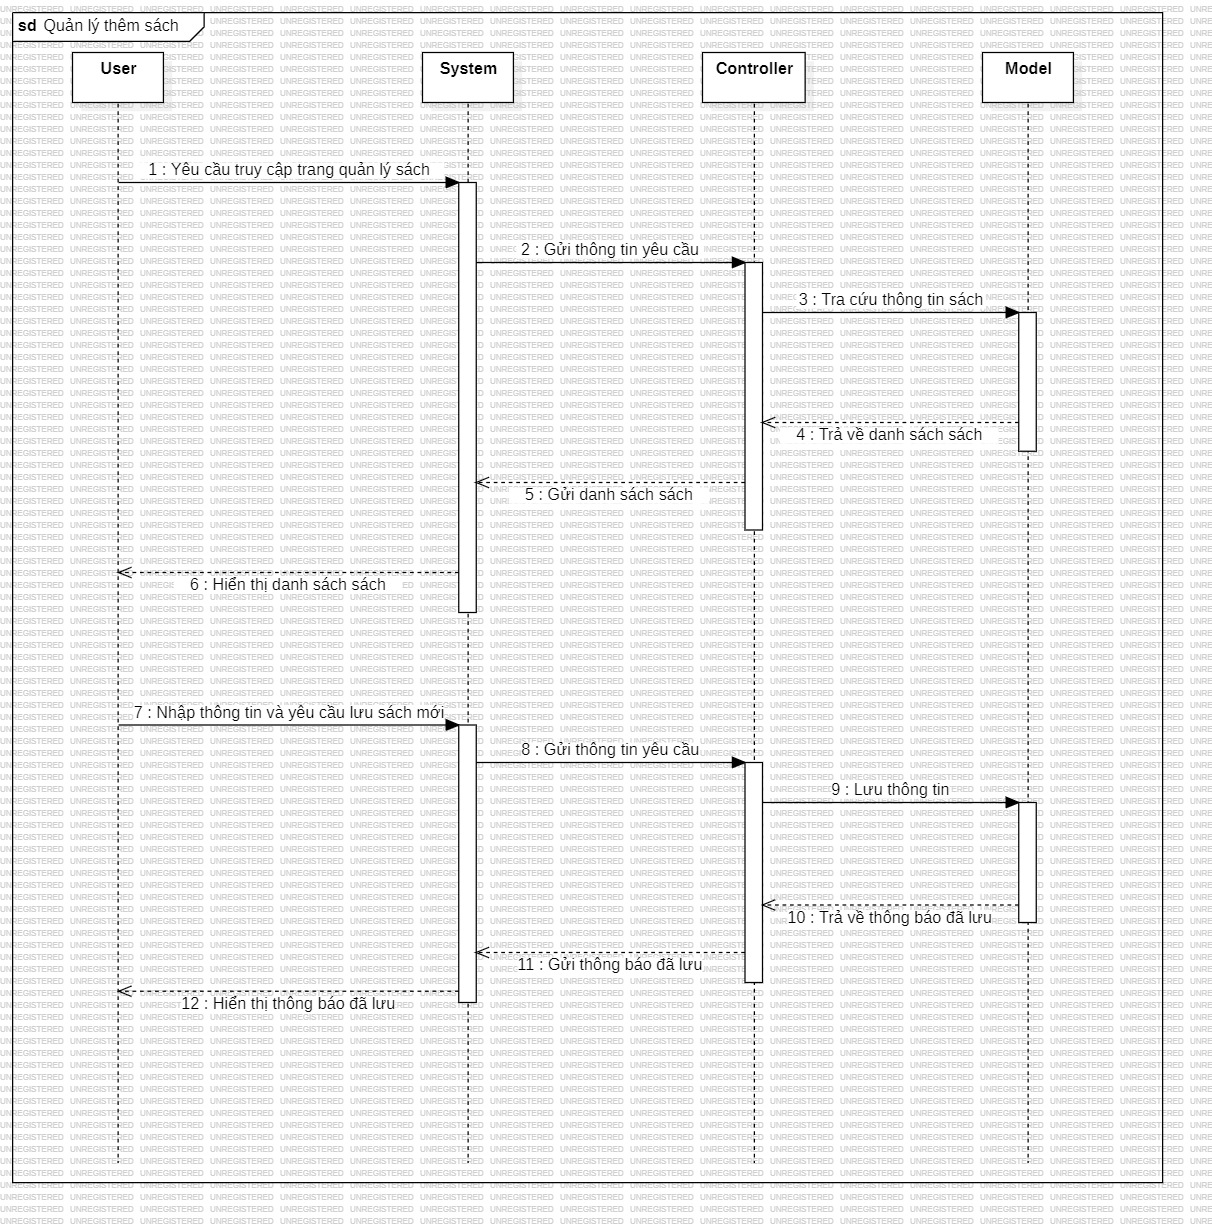 sd Quản lý thêm sách
User
System
Controller
Model
1 : Yêu cầu truy cập trang quản lý sách
2 : Gửi thông tin yêu cầu
3 : Tra cứu thông tin sách
4 : Trả về danh sách sách
5 : Gửi danh sách sách
6 : Hiển thị danh sách sách
7 : Nhập thông tin và yêu cầu lưu sách mới
8 : Gửi thông tin yêu cầu
9 : Lưu thông tin
10 : Trả về thông báo đã lưu
11 : Gửi thông báo đã lưu
12 : Hiển thị thông báo đã lưu
UNREGISTERED